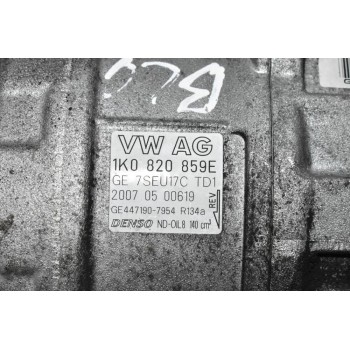 VW AG
1K0 820 859E
GE 7SEU17C TD1
2007 05 00619
GE447190-7954 R134a
DENSO ND-OIL8 140 cm³
REV